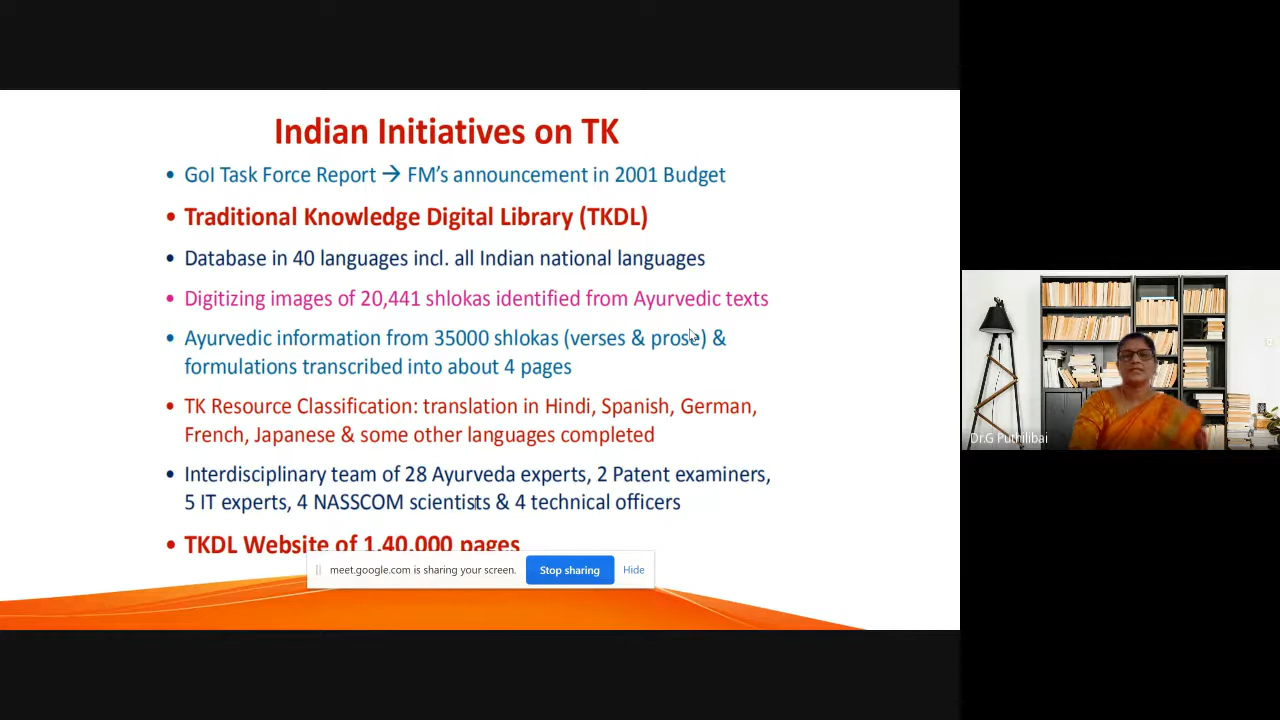 Indian Initiatives on TK
• GoI Task Force Report → FM's announcement in 2001 Budget
• Traditional Knowledge Digital Library (TKDL)
• Database in 40 languages incl. all Indian national languages
• Digitizing images of 20,441 shlokas identified from Ayurvedic texts
• Ayurvedic information from 35000 shlokas (verses & prose) &
formulations transcribed into about 4 pages
• TK Resource Classification: translation in Hindi, Spanish, German,
French, Japanese & some other languages completed
• Interdisciplinary team of 28 Ayurveda experts, 2 Patent examiners,
5 IT experts, 4 NASSCOM scientists & 4 technical officers
• TKDL Website of 1,40,000 pages
meet.google.com is sharing your screen.
Stop sharing
Hide
Dr.G Puthilibai